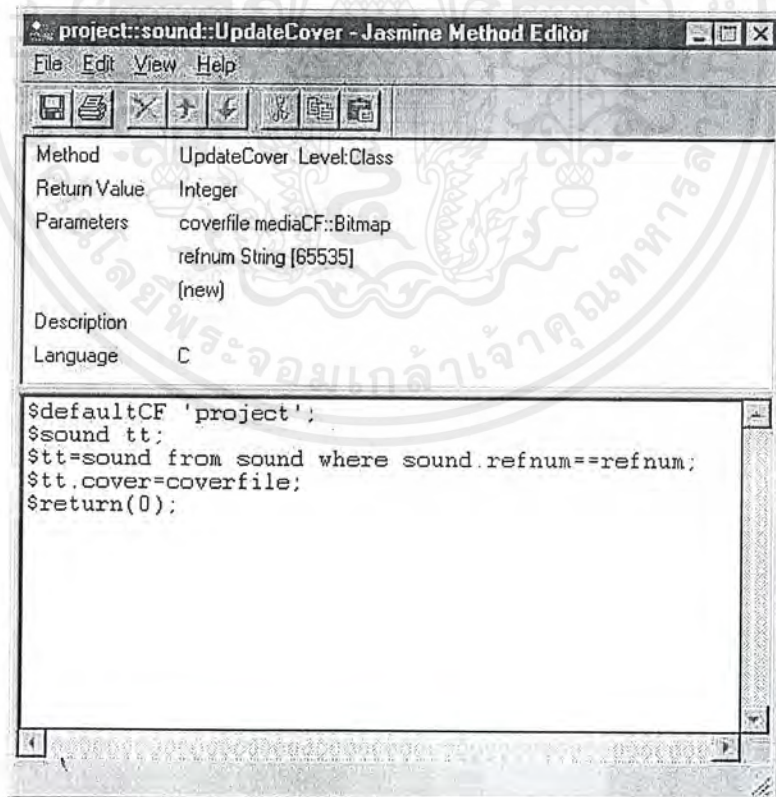 project::sound::UpdateCover - Jasmine Method Editor
File Edit View Help
Method UpdateCover Level:Class
Return Value Integer
Parameters coverfile mediaCF::Bitmap
refnum String [65535]
(new)
Description
Language C
$defaultCF 'project';
$sound tt;
$tt=sound from sound where sound.refnum==refnum;
$tt.cover=coverfile;
$return(0);